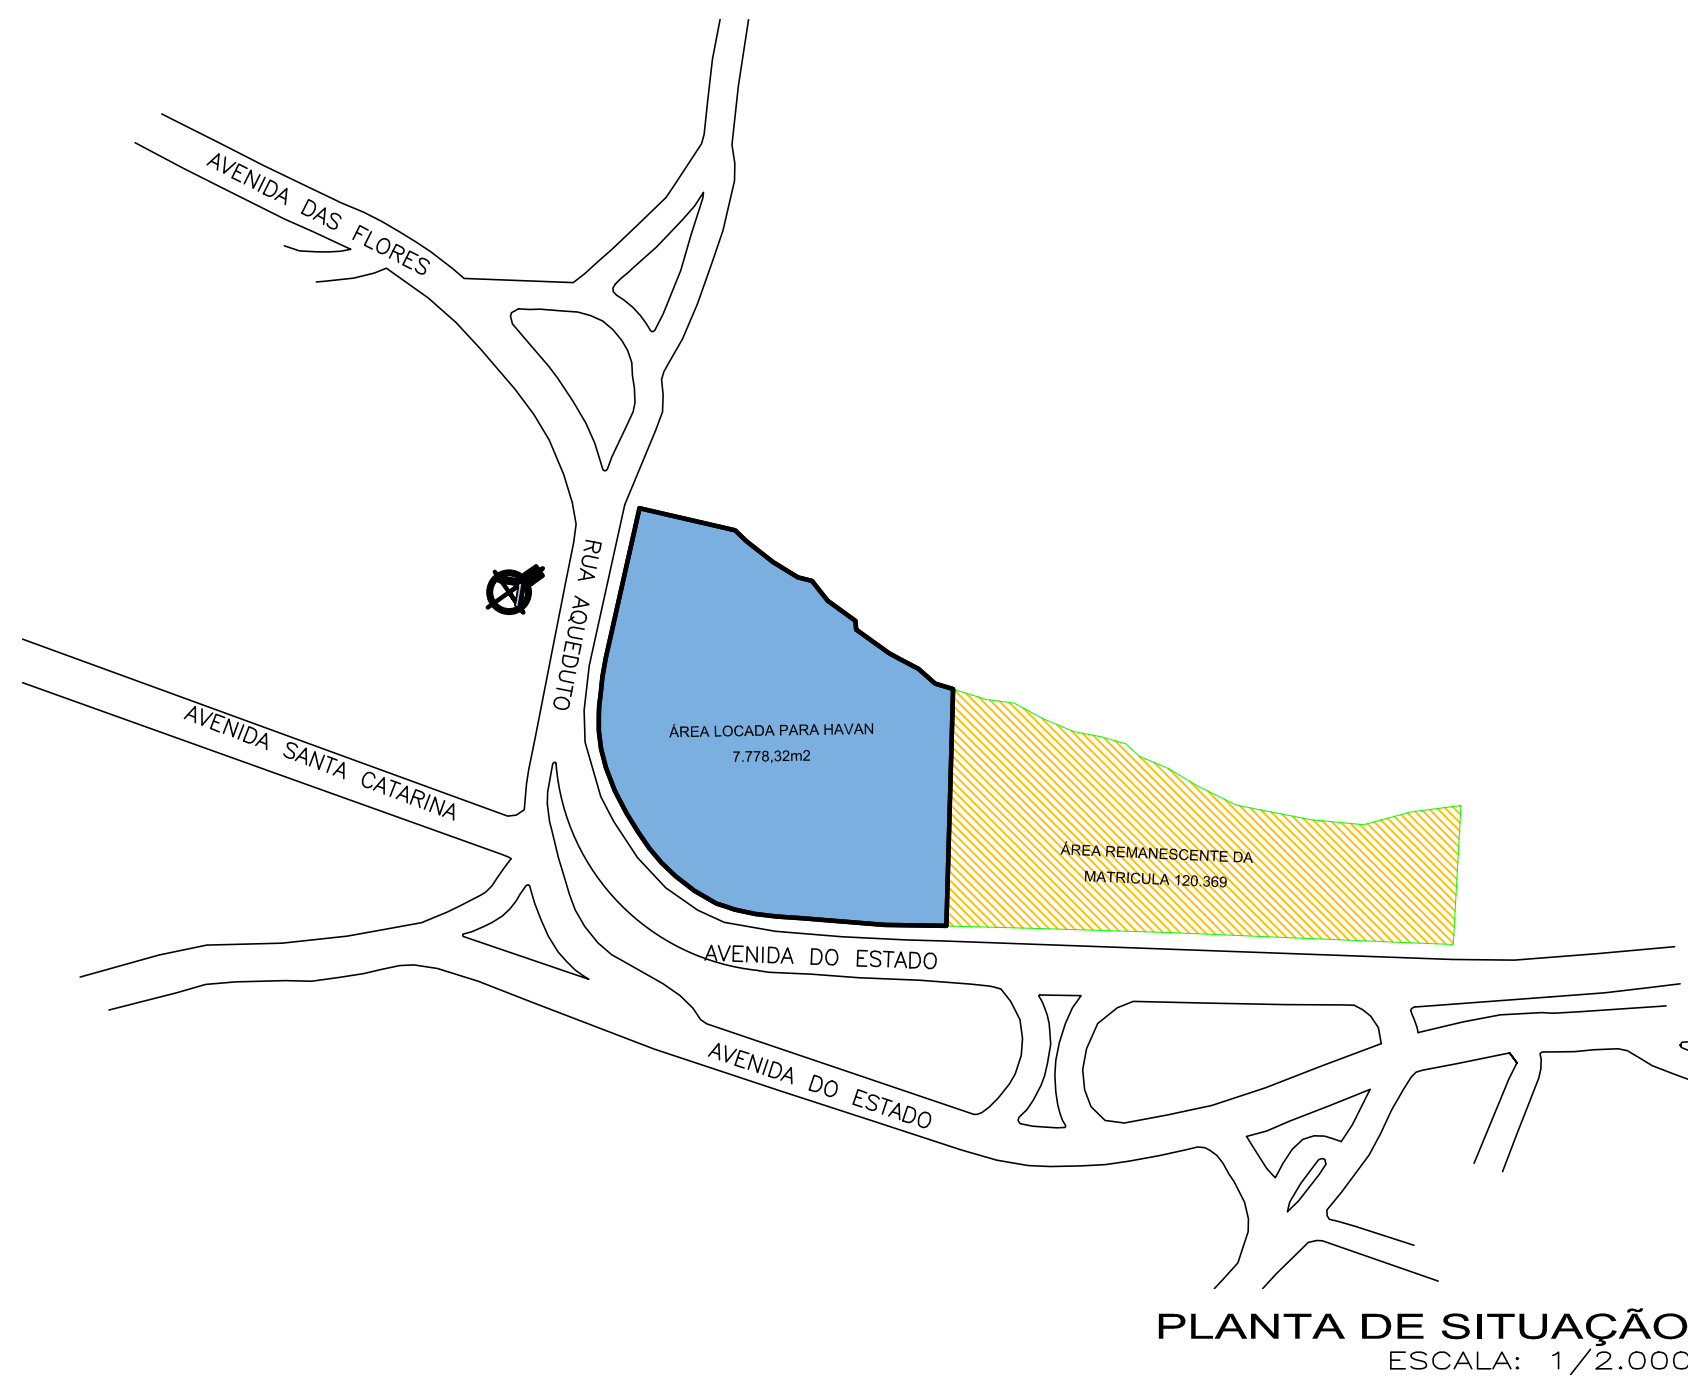 AVENIDA DAS FLORES
RUA AQUEDUTO
AVENIDA SANTA CATARINA
ÁREA LOCADA PARA HAVAN
7.778,32m2
ÁREA REMANESCENTE DA
MATRICULA 120.369
AVENIDA DO ESTADO
AVENIDA DO ESTADO
PLANTA DE SITUAÇÃO
ESCALA: 1/2.000